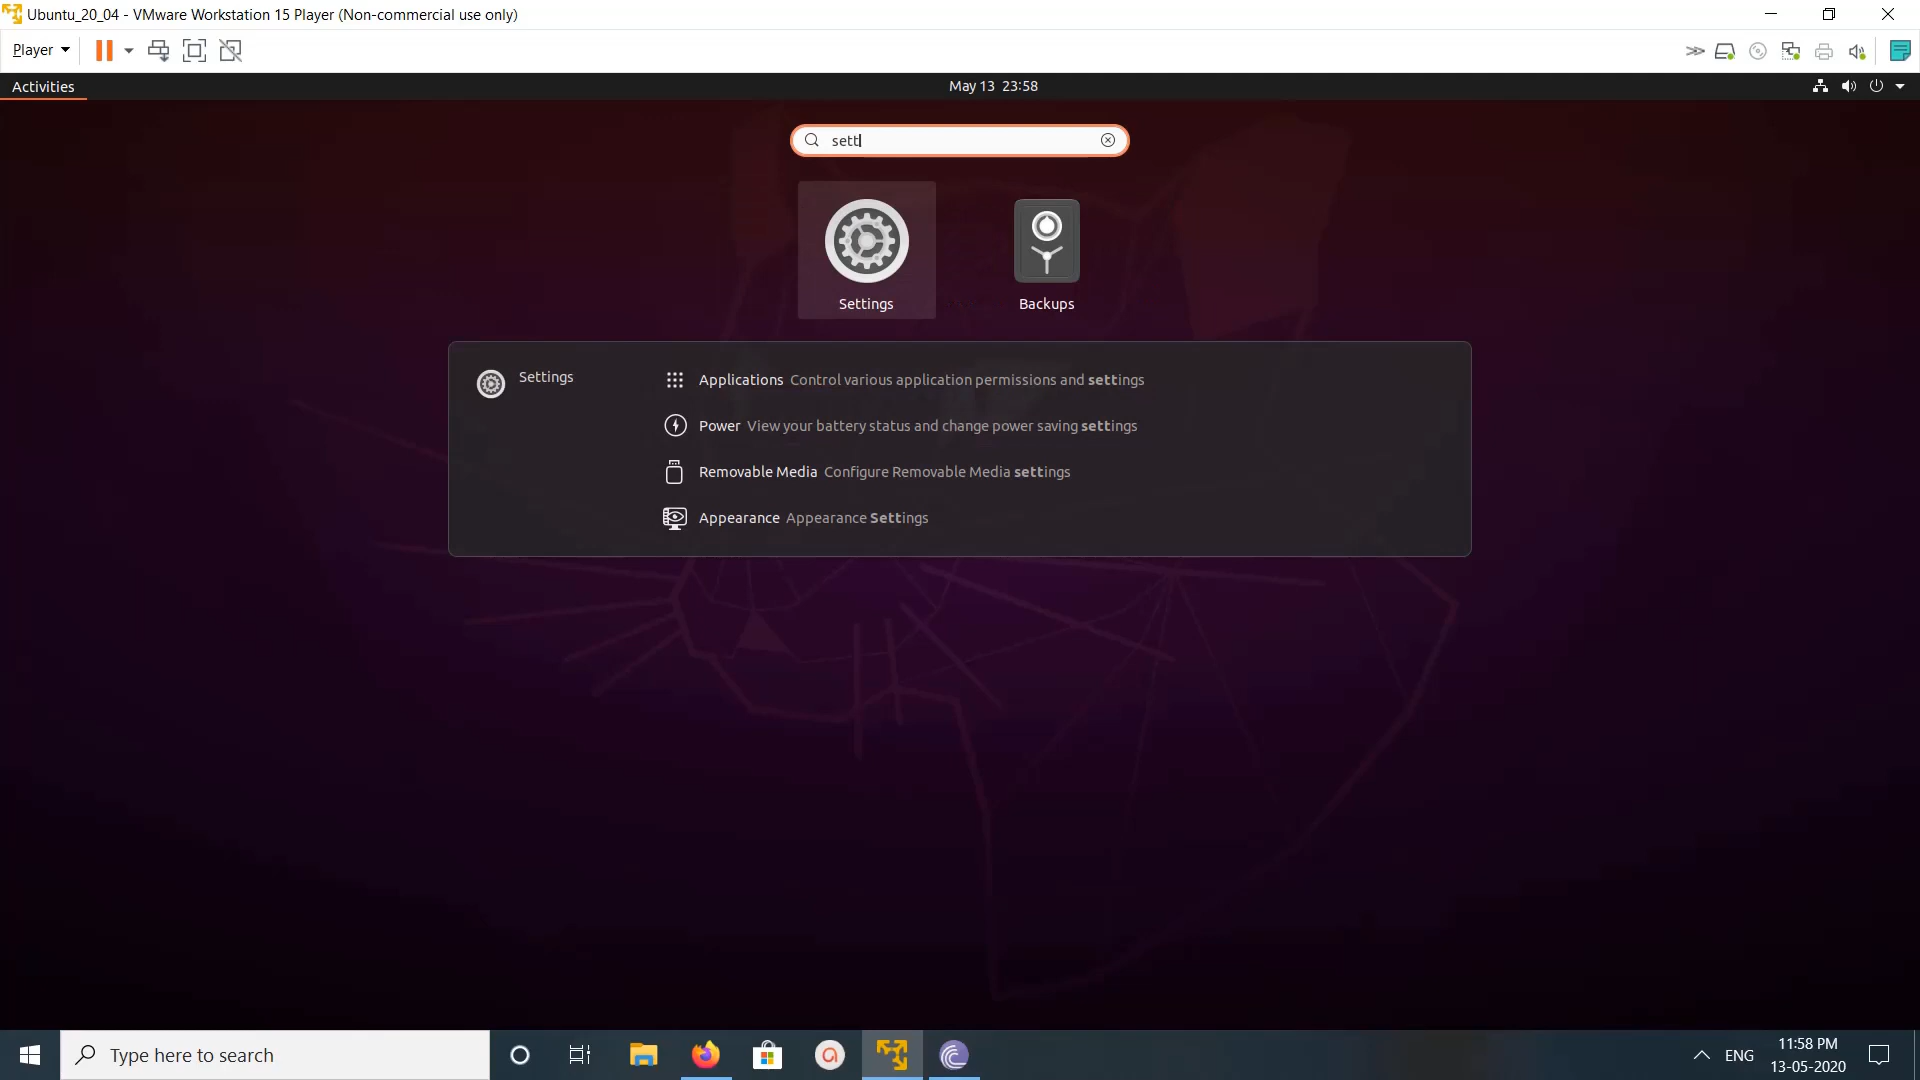 Ubuntu_20_04 - VMware Workstation 15 Player (Non-commercial use only)
Player
Activities
May 13 23:58
sett
Settings
Backups
Settings
Applications Control various application permissions and settings
Power View your battery status and change power saving settings
Removable Media Configure Removable Media settings
Appearance Appearance Settings
Type here to search
ENG
11:58 PM
13-05-2020